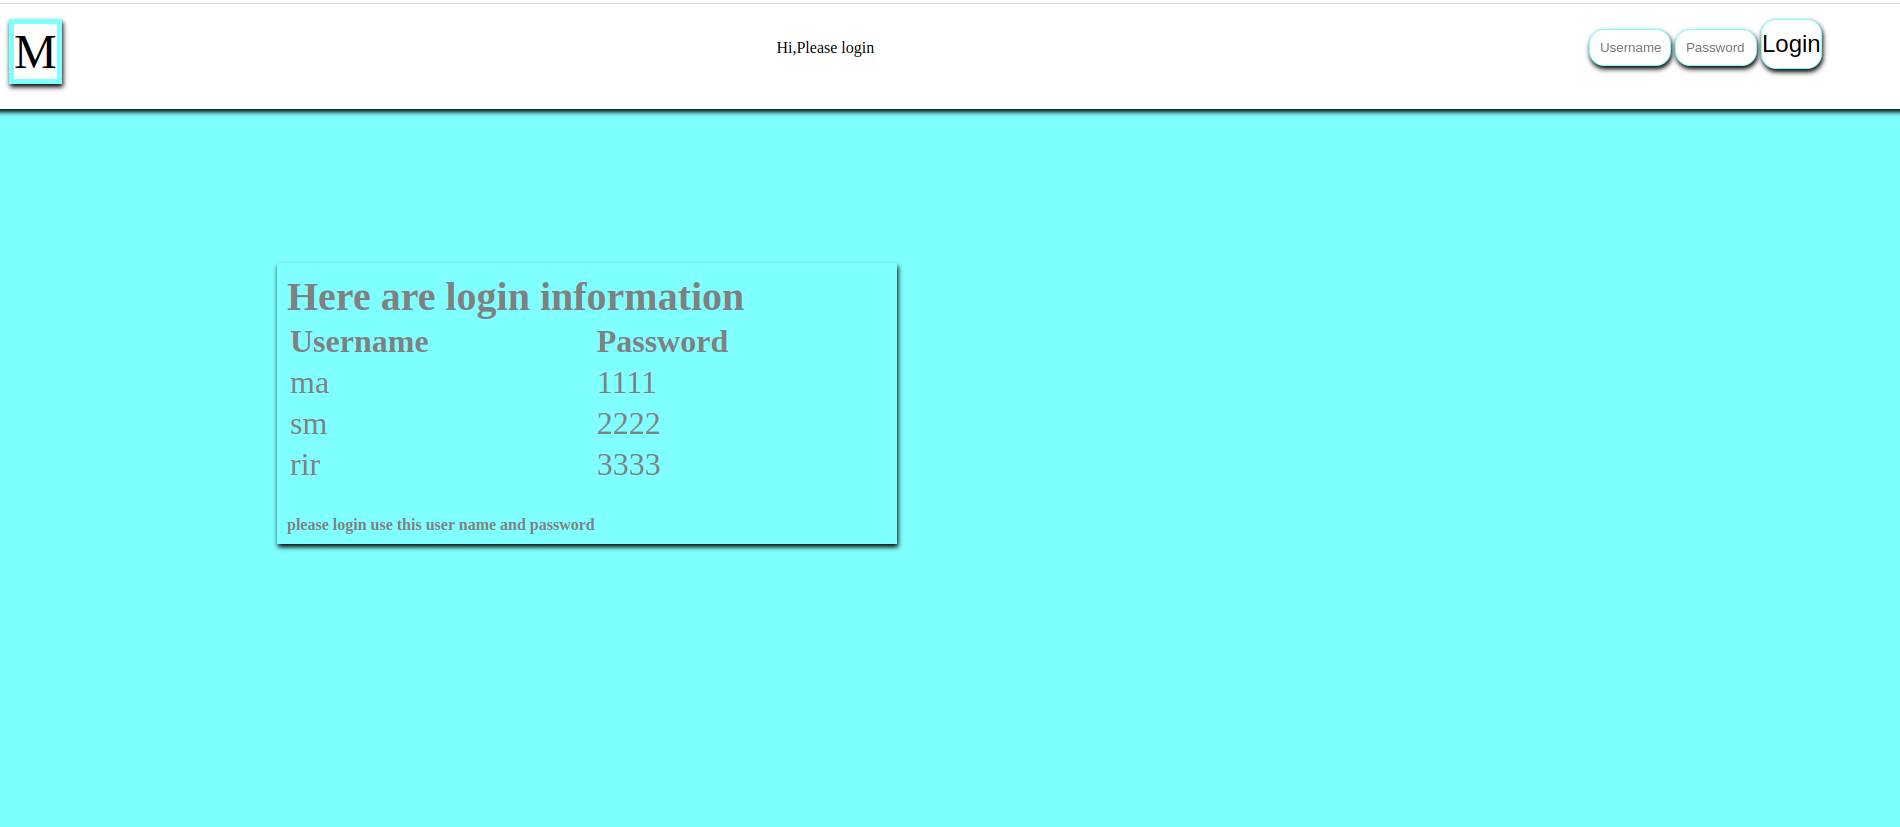 M
Hi,Please login
Username Password Login
Here are login information
Username Password
ma 1111
sm 2222
rir 3333
please login use this user name and password